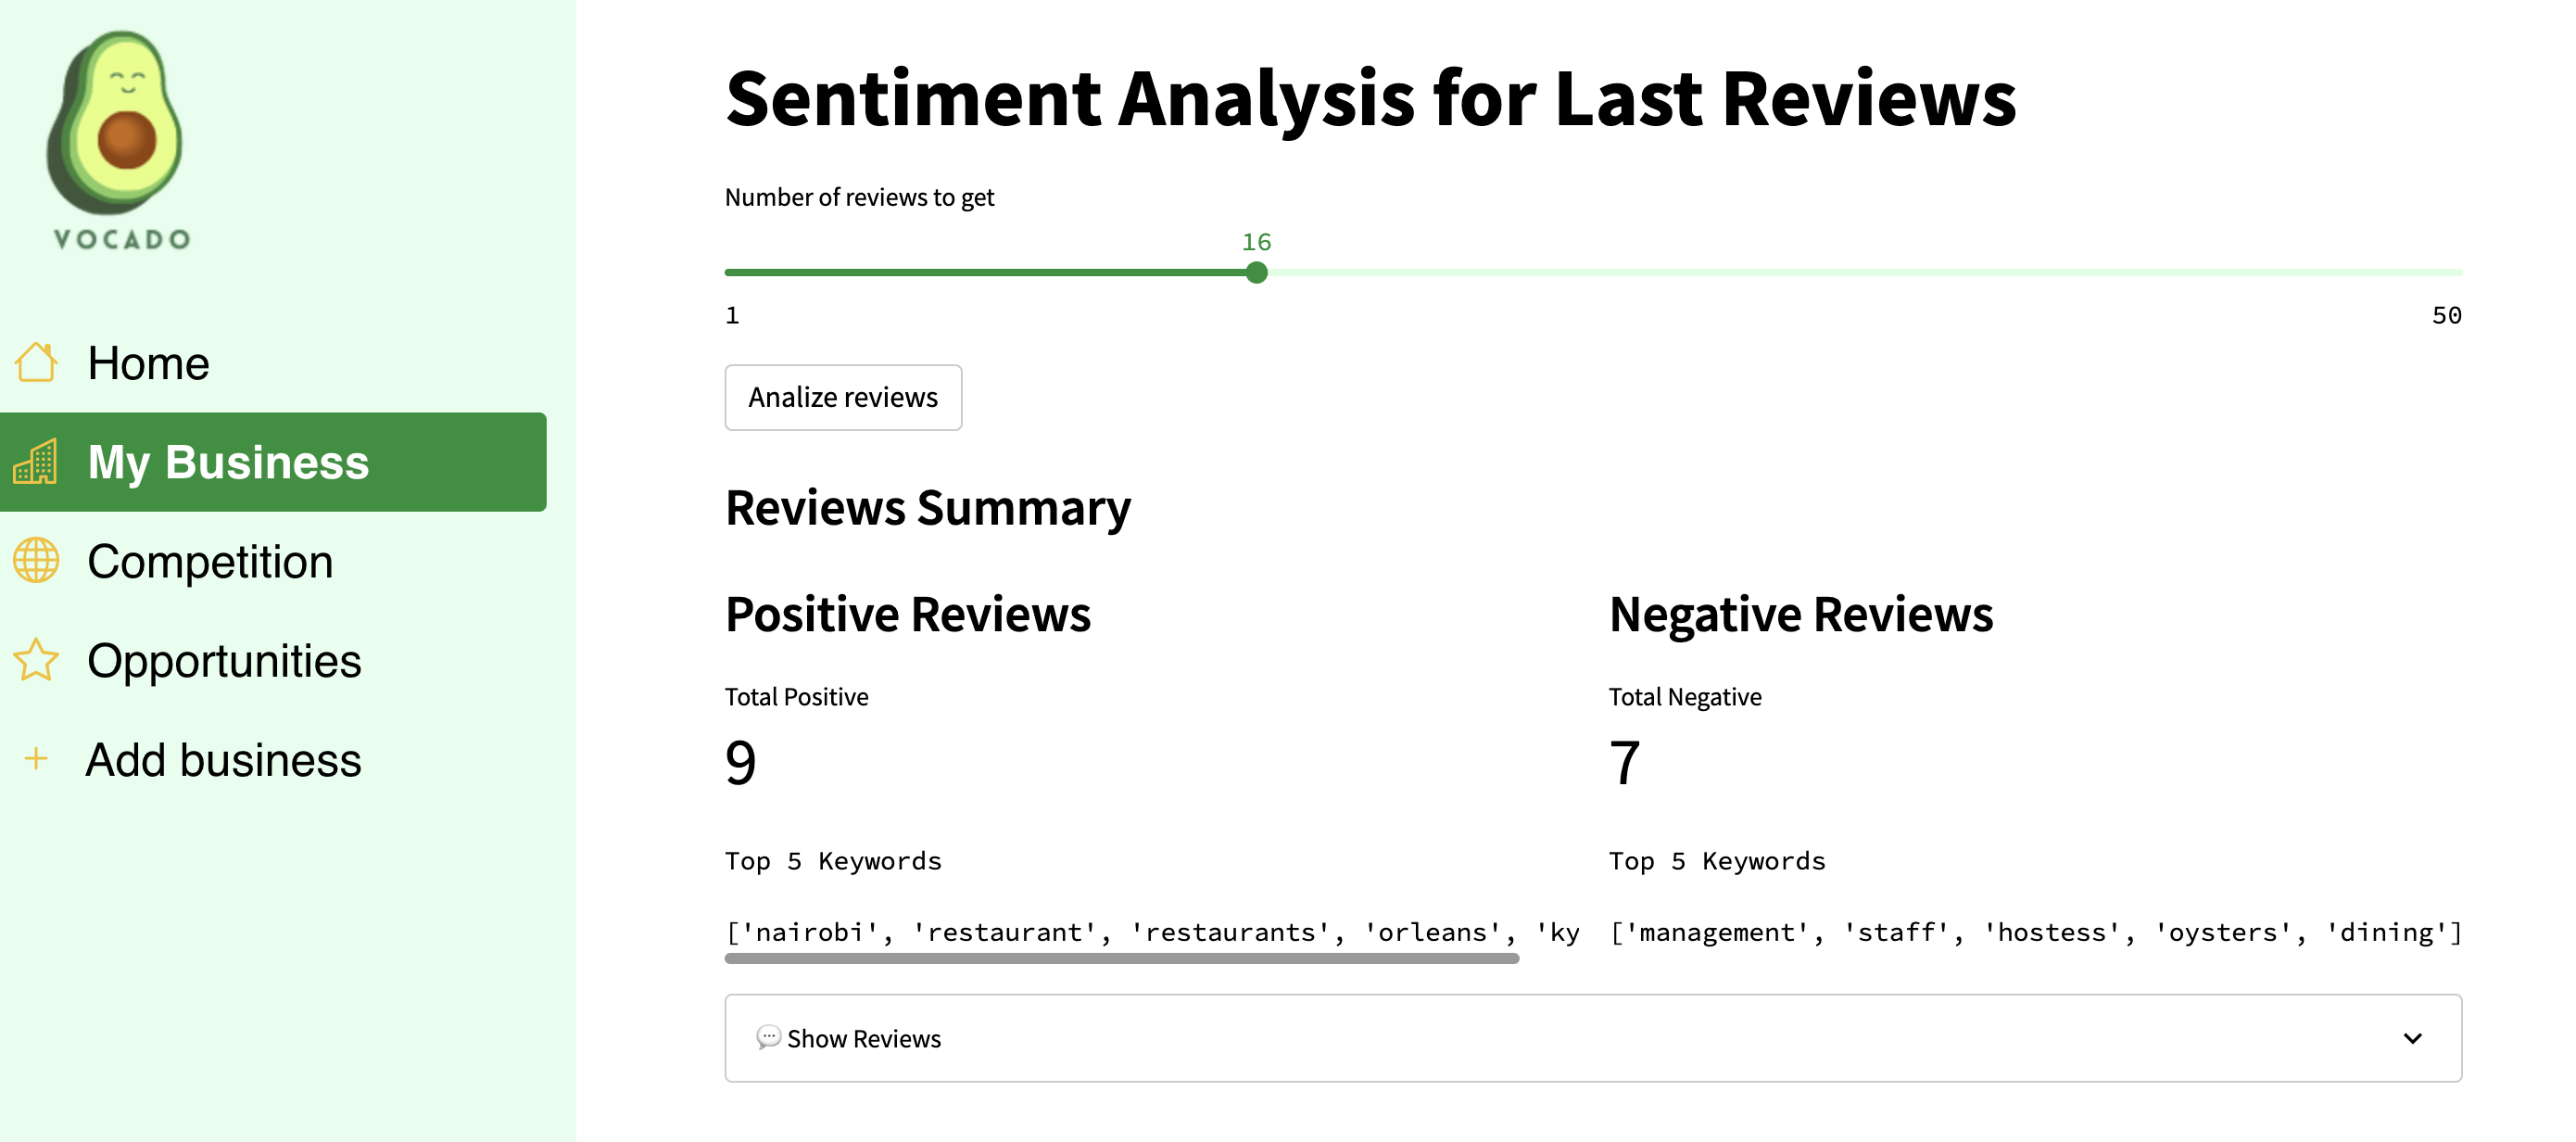 VOCADO
Home
My Business
Competition
Opportunities
Add business
Sentiment Analysis for Last Reviews
Number of reviews to get
16
1
50
Analize reviews
Reviews Summary
Positive Reviews
Total Positive
9
Top 5 Keywords
['nairobi', 'restaurant', 'restaurants', 'orleans', 'ky
Negative Reviews
Total Negative
7
Top 5 Keywords
['management', 'staff', 'hostess', 'oysters', 'dining']
Show Reviews